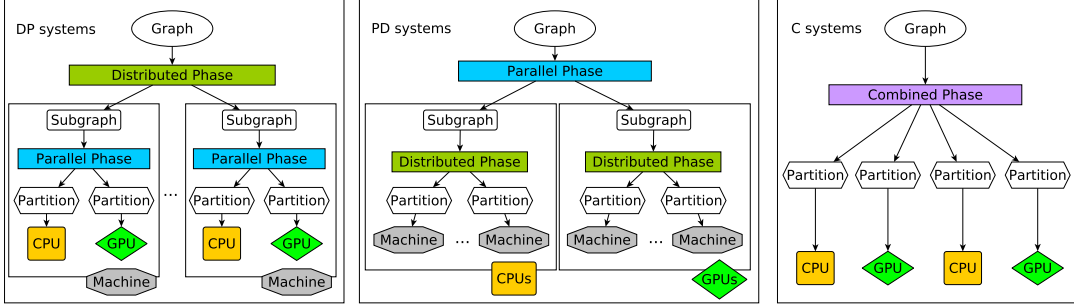 DP systems
Graph
Distributed Phase
Subgraph Subgraph
Parallel Phase Parallel Phase
Partition Partition ... Partition Partition
CPU GPU CPU GPU
Machine Machine
PD systems
Graph
Parallel Phase
Subgraph Subgraph
Distributed Phase Distributed Phase
Partition Partition Partition Partition
Machine ... Machine Machine ... Machine
CPUs GPUs
C systems
Graph
Combined Phase
Partition Partition Partition Partition
CPU GPU CPU GPU